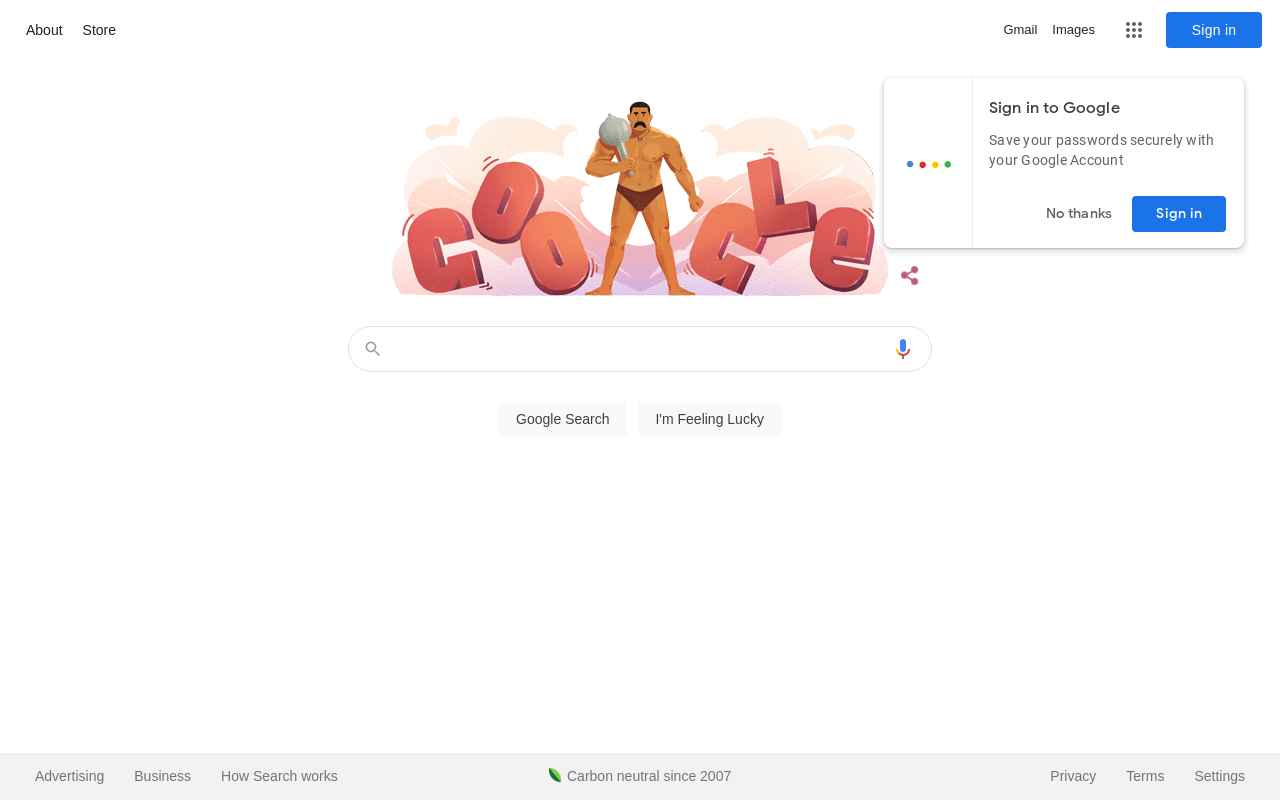 About Store
Gmail Images Sign in
Sign in to Google
Save your passwords securely with
your Google Account
No thanks Sign in
GOOGLE
Google Search I'm Feeling Lucky
Advertising Business How Search works
Carbon neutral since 2007
Privacy Terms Settings